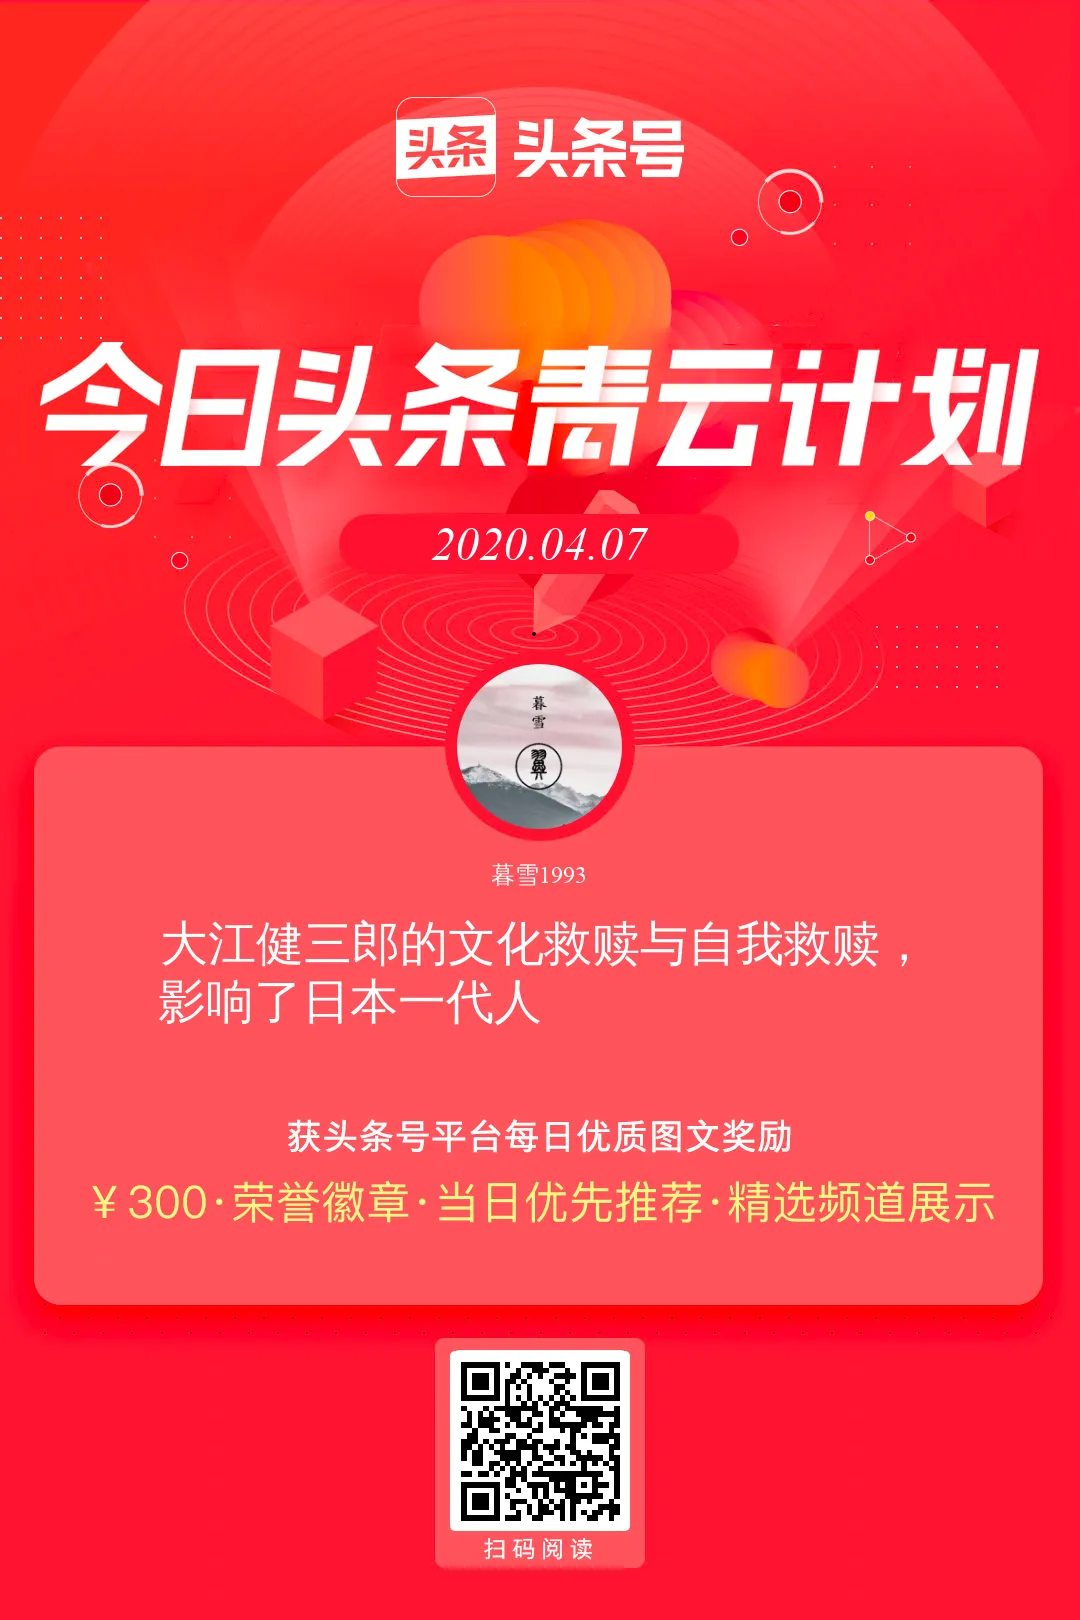 头条 头条号
今日头条青云计划
2020.04.07
暮
雪
翼
暮雪1993
大江健三郎的文化救赎与自我救赎，
影响了日本一代人
获头条号平台每日优质图文奖励
￥300·荣誉徽章·当日优先推荐·精选频道展示
扫码阅读